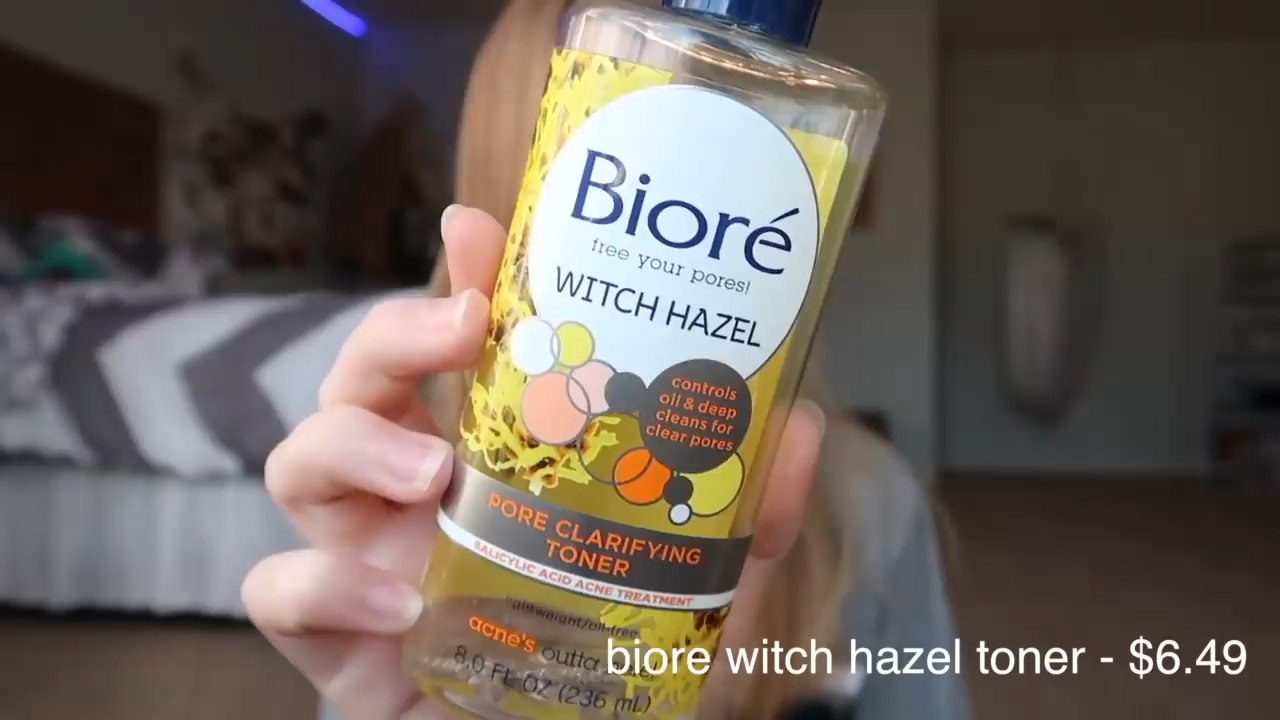 Bioré
free your pores!
WITCH HAZEL
controls
oil & deep
cleans for
clear pores
PORE CLARIFYING
TONER
SALICYLIC ACID ACNE TREATMENT
lightweight/oil-free
acne's outta
8.0 FL OZ (236 mL)
biore witch hazel toner - $6.49